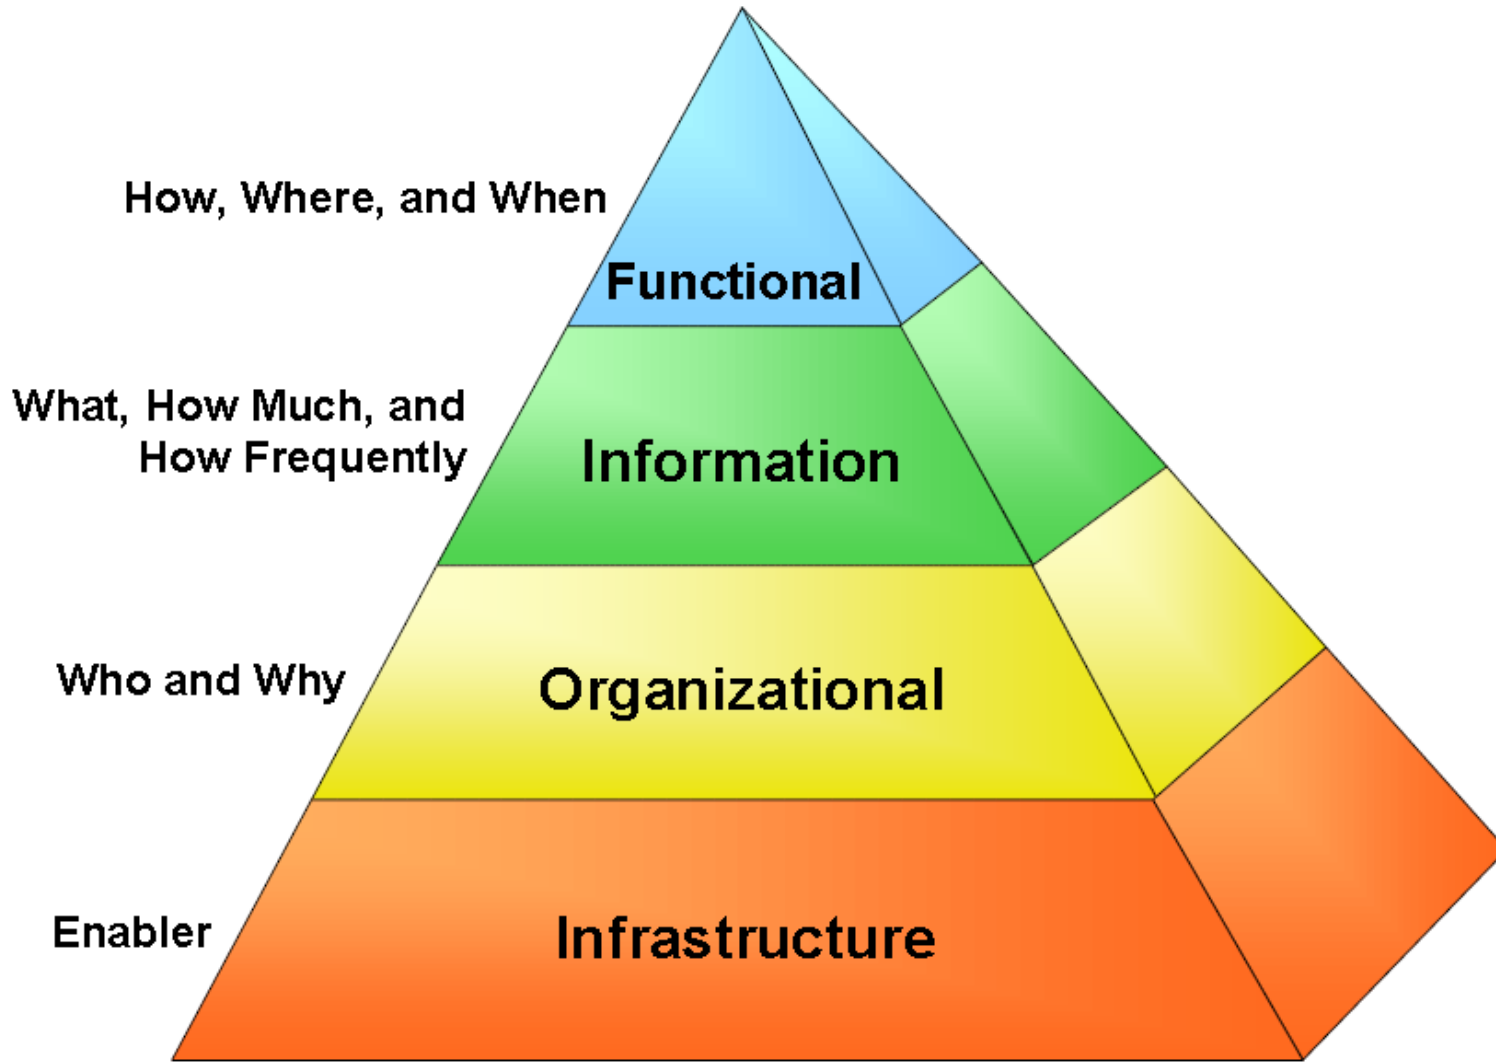 How, Where, and When
Functional
What, How Much, and
How Frequently
Information
Who and Why
Organizational
Enabler
Infrastructure